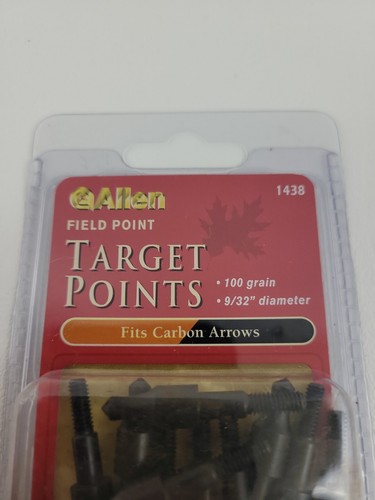 Allen
1438
FIELD POINT
TARGET
POINTS
• 100 grain
• 9/32" diameter
Fits Carbon Arrows